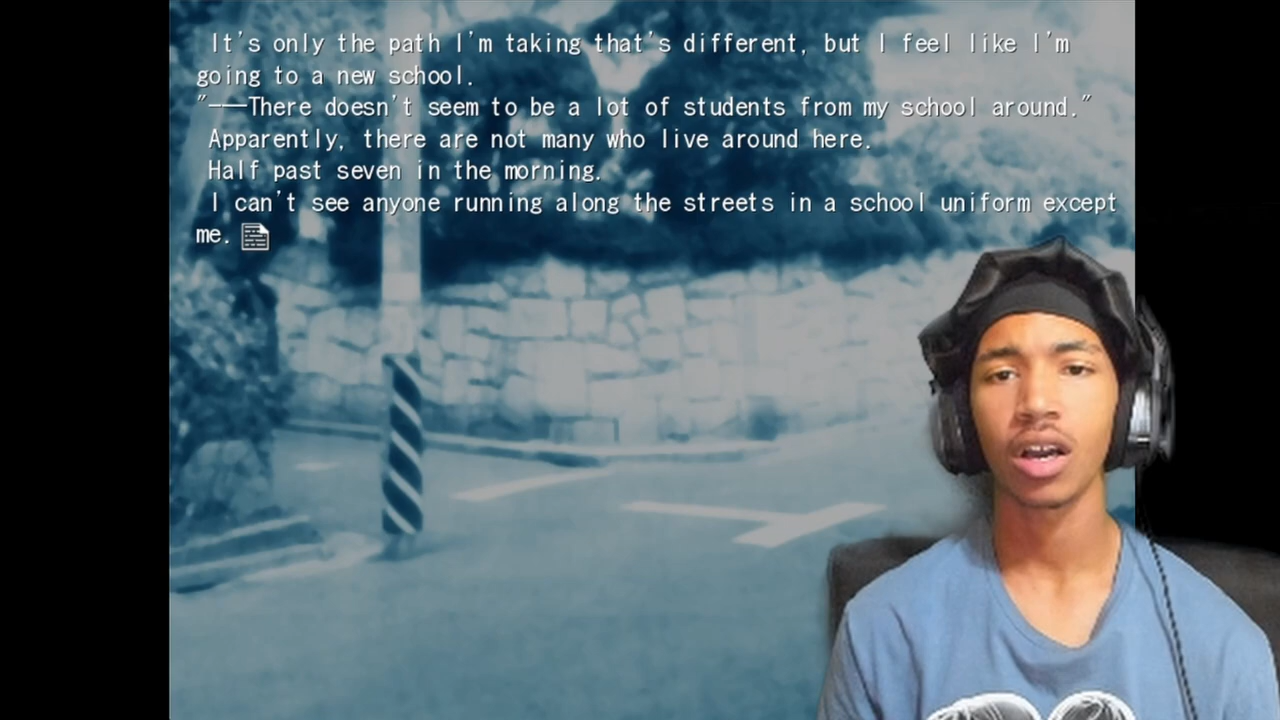 It's only the path I'm taking that's different, but I feel like I'm
going to a new school.
"――There doesn't seem to be a lot of students from my school around."
Apparently, there are not many who live around here.
Half past seven in the morning.
I can't see anyone running along the streets in a school uniform except
me.